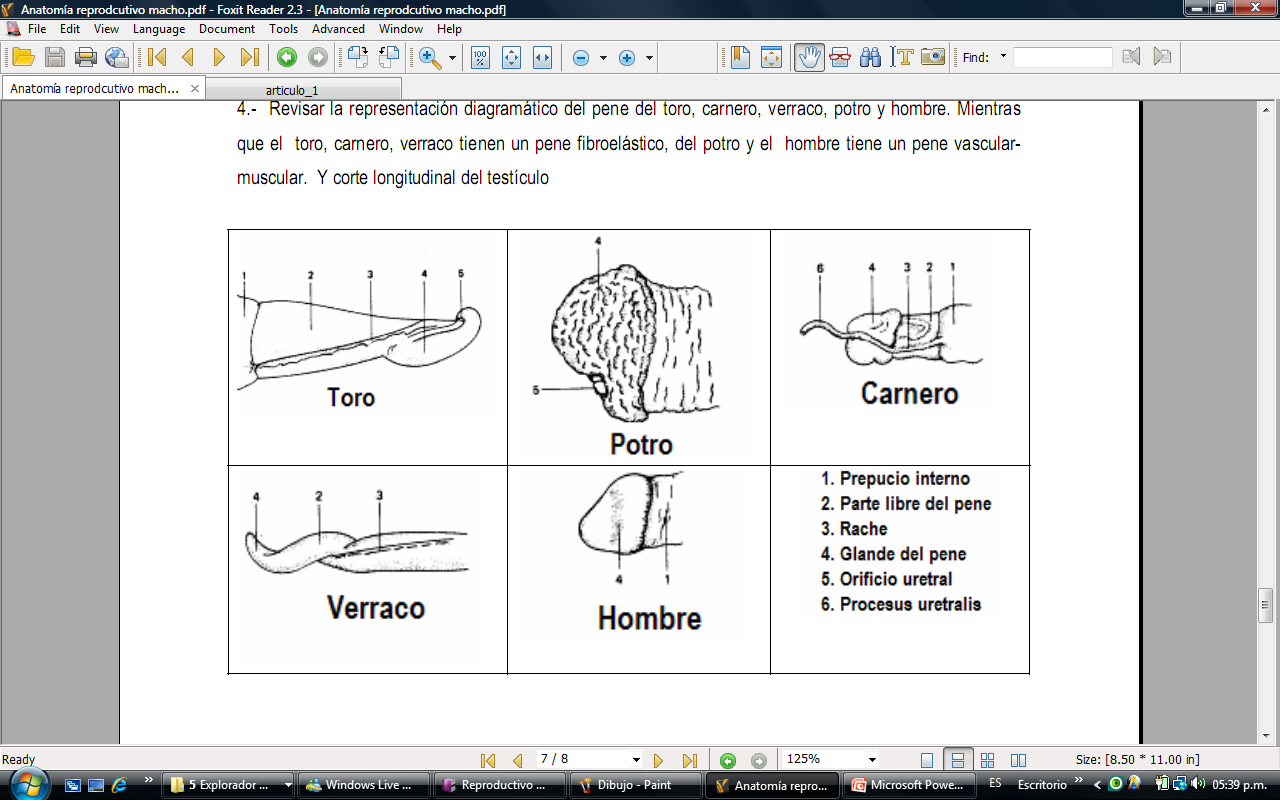 Anatomía reprodcutivo macho.pdf - Foxit Reader 2.3 - [Anatomía reprodcutivo macho.pdf]
File Edit View Language Document Tools Advanced Window Help
100 % Find:
Anatomía reprodcutivo mach... articulo_1
4.- Revisar la representación diagramático del pene del toro, carnero, verraco, potro y hombre. Mientras
que el toro, carnero, verraco tienen un pene fibroelástico, del potro y el hombre tiene un pene vascular-
muscular. Y corte longitudinal del testículo
1 2 3 4 5
Toro
4
5
Potro
6 4 3 2 1
Carnero
4 2 3
Verraco
4 1
Hombre
1. Prepucio interno
2. Parte libre del pene
3. Rache
4. Glande del pene
5. Orificio uretral
6. Procesus uretralis
Ready 7 / 8 125% Size: [8.50 * 11.00 in]
5 Explorador ... Windows Live ... Reproductivo ... Dibujo - Paint Anatomía repro... Microsoft Powe... ES Escritorio 05:39 p.m.